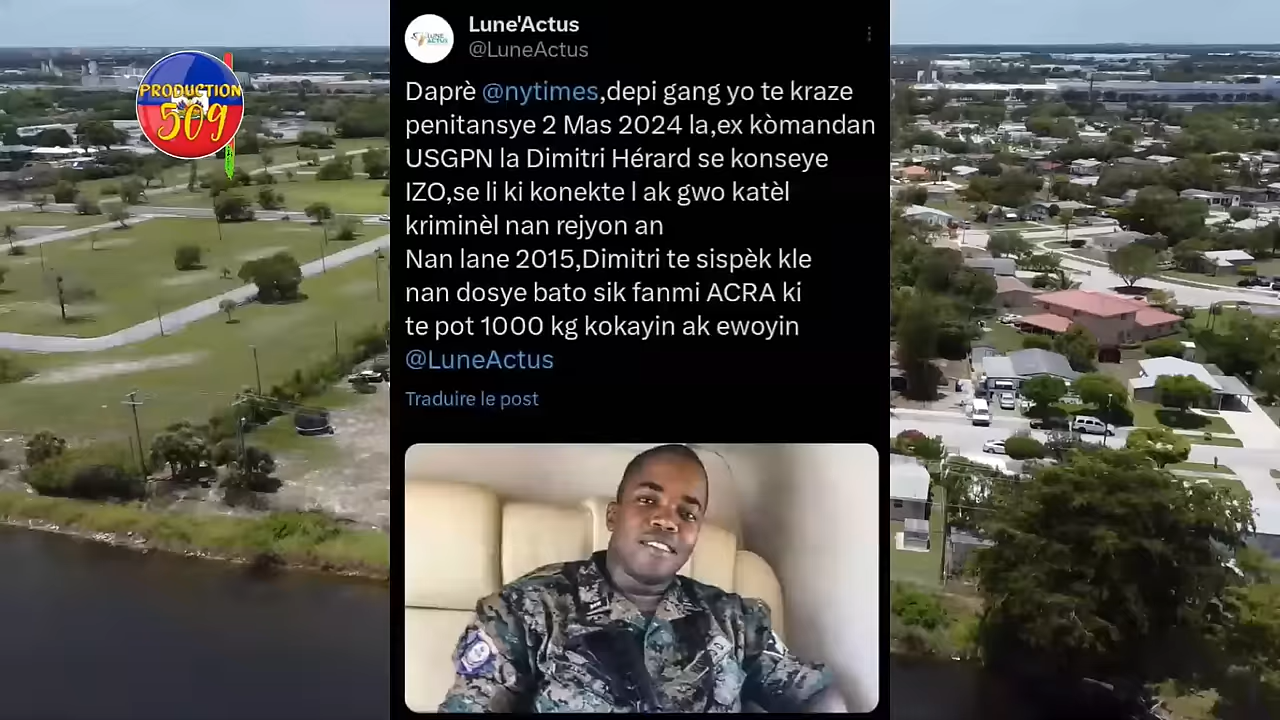 PRODUCTION
509
Lune'Actus
@LuneActus
Daprè @nytimes,depi gang yo te kraze
penitansye 2 Mas 2024 la,ex kòmandan
USGPN la Dimitri Hérard se konseye
IZO,se li ki konekte l ak gwo katèl
kriminèl nan rejyon an
Nan lane 2015,Dimitri te sispèk kle
nan dosye bato sik fanmi ACRA ki
te pot 1000 kg kokayin ak ewoyin
@LuneActus
Traduire le post